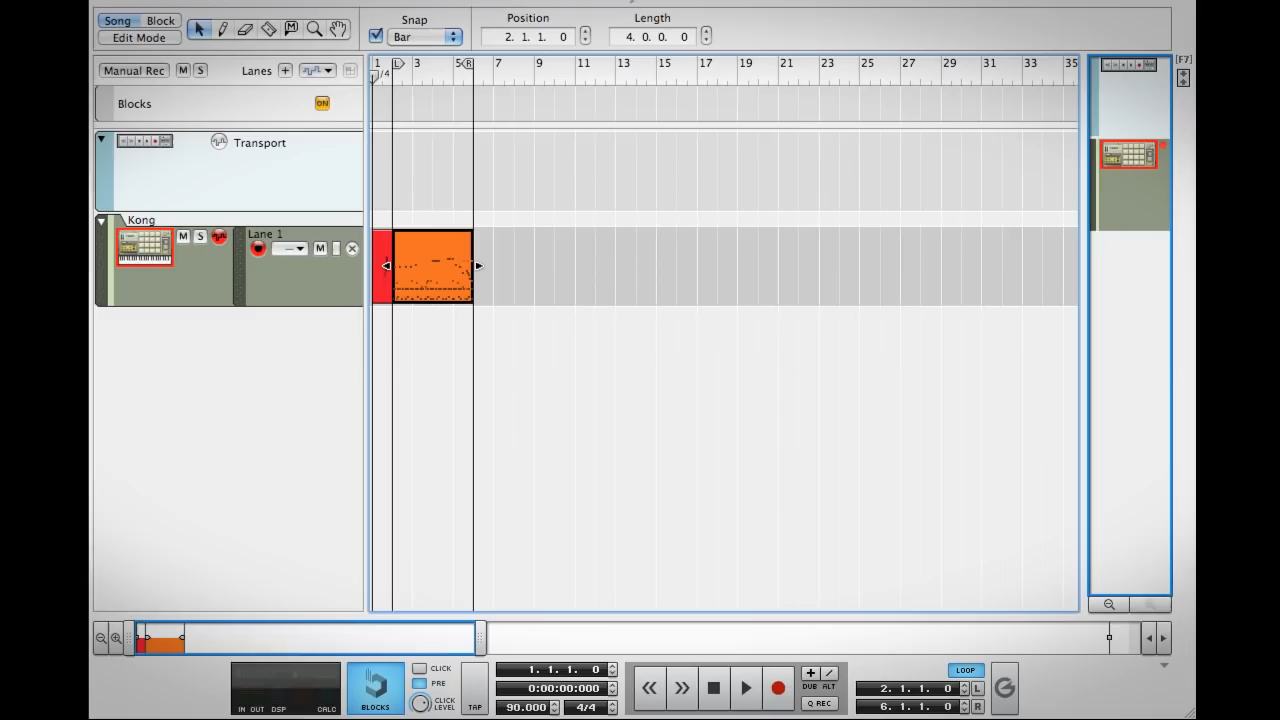 Song Block
Edit Mode
Snap
Bar
Position
2. 1. 1. 0
Length
4. 0. 0. 0
Manual Rec M S Lanes +
1 L 3 5 R 7 9 11 13 15 17 19 21 23 25 27 29 31 33 35
/4
[F7]
Blocks ON
Transport
Kong
M S
Lane 1
M
BLOCKS
CLICK
PRE
CLICK
LEVEL
TAP
IN OUT DSP CALC
1. 1. 1. 0
0:00:00:000
90.000 4/4
DUB ALT
Q REC
LOOP
2. 1. 1. 0 L
6. 1. 1. 0 R